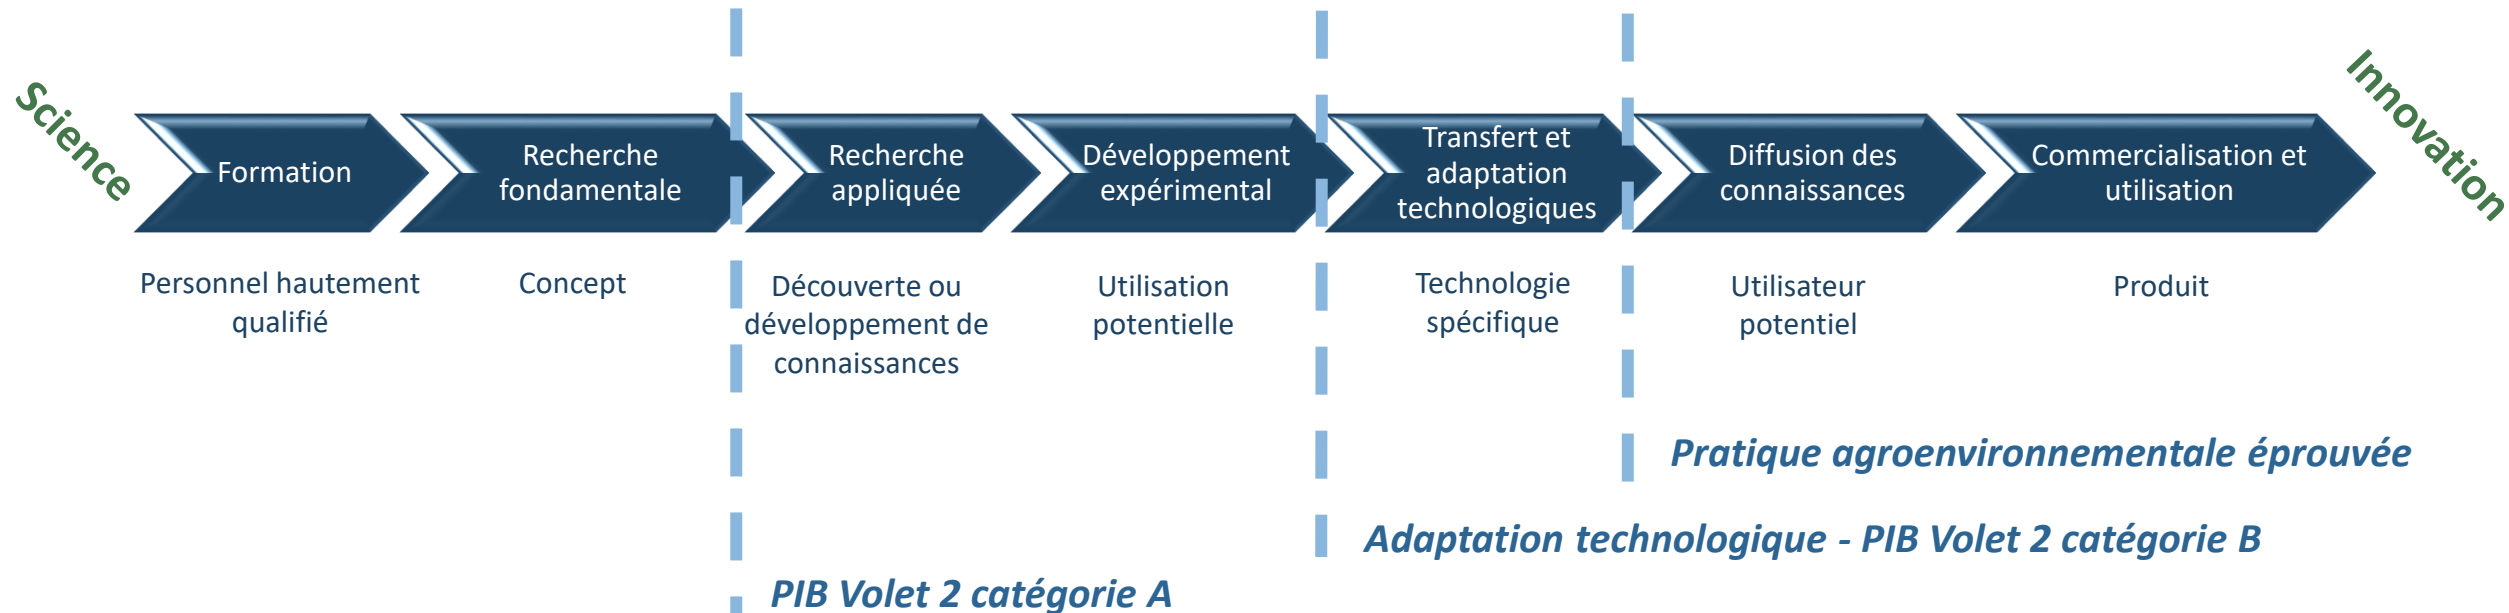 Science
Formation
Recherche
fondamentale
Recherche
appliquée
Développement
expérimental
Transfert et
adaptation
technologiques
Diffusion des
connaissances
Commercialisation et
utilisation
Innovation
Personnel hautement
qualifié
Concept
Découverte ou
développement de
connaissances
Utilisation
potentielle
Technologie
spécifique
Utilisateur
potentiel
Produit
Pratique agroenvironnementale éprouvée
Adaptation technologique - PIB Volet 2 catégorie B
PIB Volet 2 catégorie A